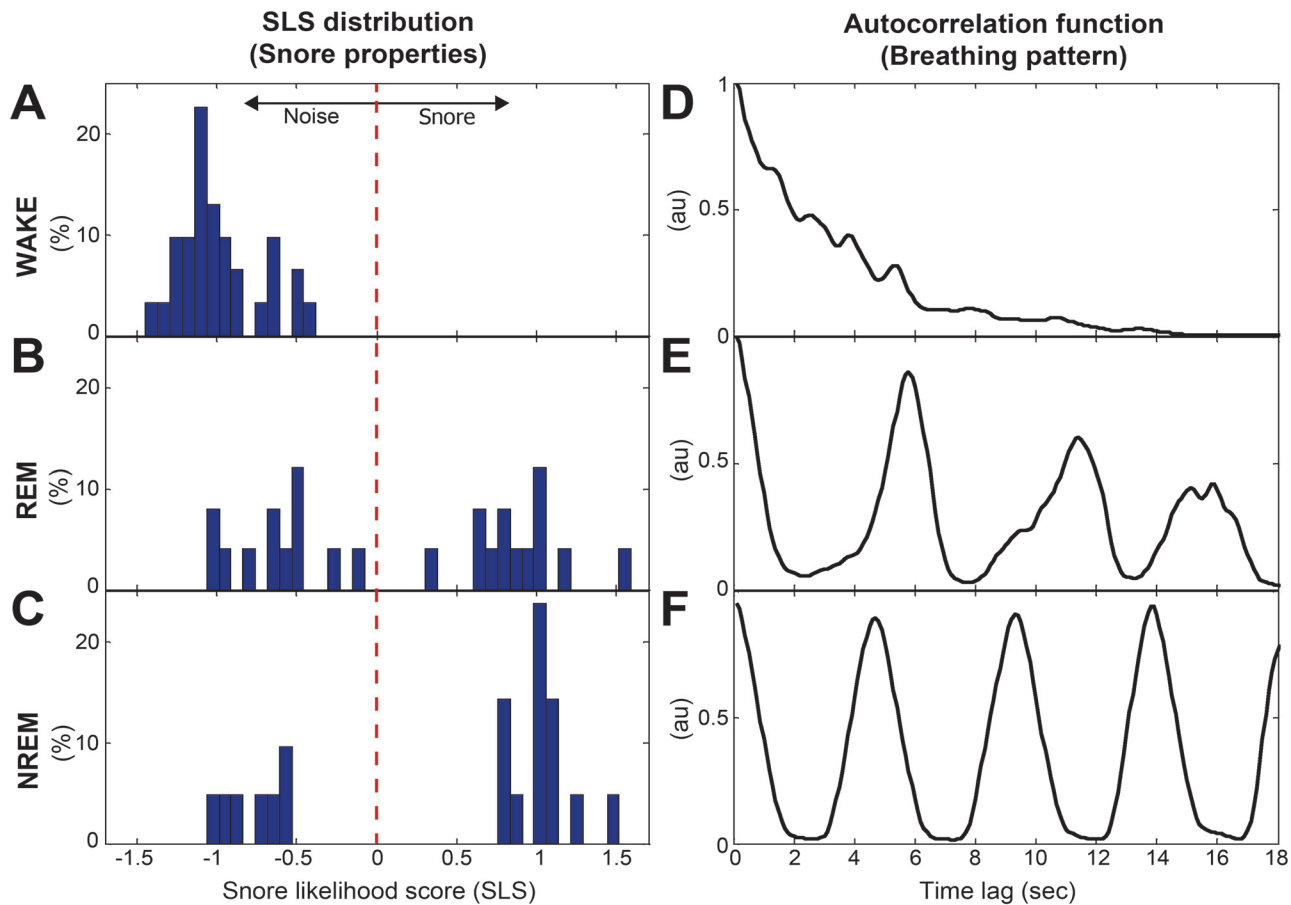 SLS distribution
(Snore properties)
Autocorrelation function
(Breathing pattern)
A
WAKE
(%)
20
10
0
Noise
Snore
D
(au)
1
0.5
0
B
REM
(%)
20
10
0
E
(au)
0.5
0
C
NREM
(%)
20
10
0
-1.5 -1 -0.5 0 0.5 1 1.5
Snore likelihood score (SLS)
F
(au)
0.5
0
0 2 4 6 8 10 12 14 16 18
Time lag (sec)